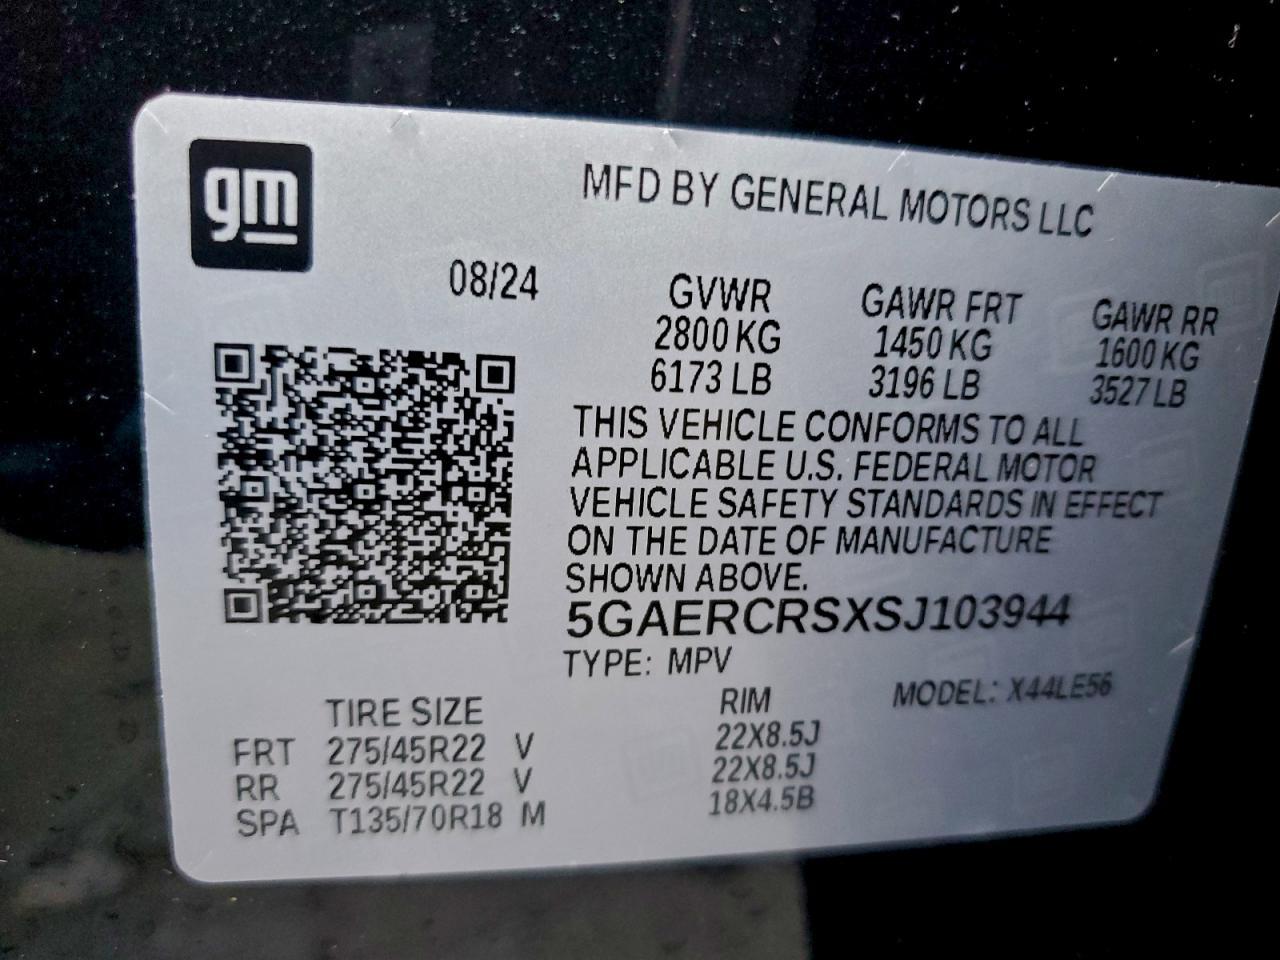 gm
MFD BY GENERAL MOTORS LLC
08/24 GVWR GAWR FRT GAWR RR
2800 KG 1450 KG 1600 KG
6173 LB 3196 LB 3527 LB
THIS VEHICLE CONFORMS TO ALL
APPLICABLE U.S. FEDERAL MOTOR
VEHICLE SAFETY STANDARDS IN EFFECT
ON THE DATE OF MANUFACTURE
SHOWN ABOVE.
5GAERCRSXSJ103944
TYPE: MPV
MODEL: X44LE56
TIRE SIZE RIM
FRT 275/45R22 V 22X8.5J
RR 275/45R22 V 22X8.5J
SPA T135/70R18 M 18X4.5B